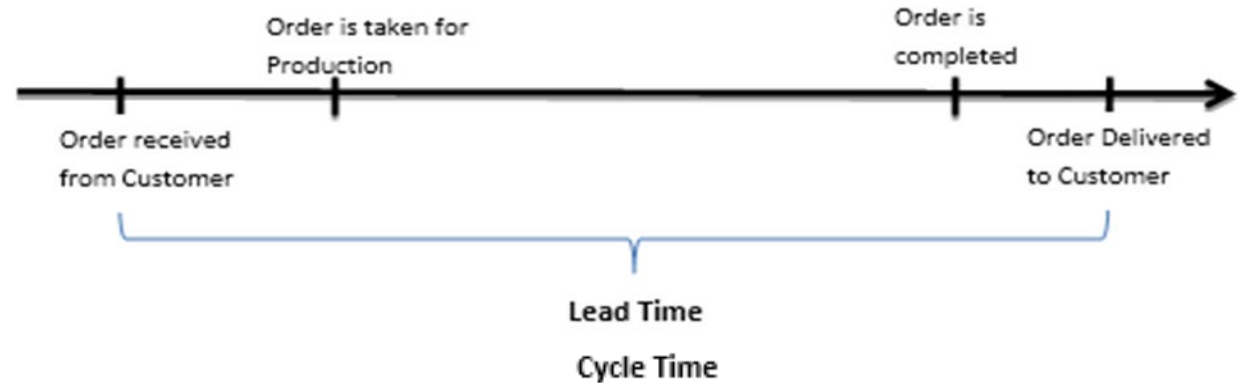 Order is taken for
Production
Order is
completed
Order received
from Customer
Order Delivered
to Customer
Lead Time
Cycle Time